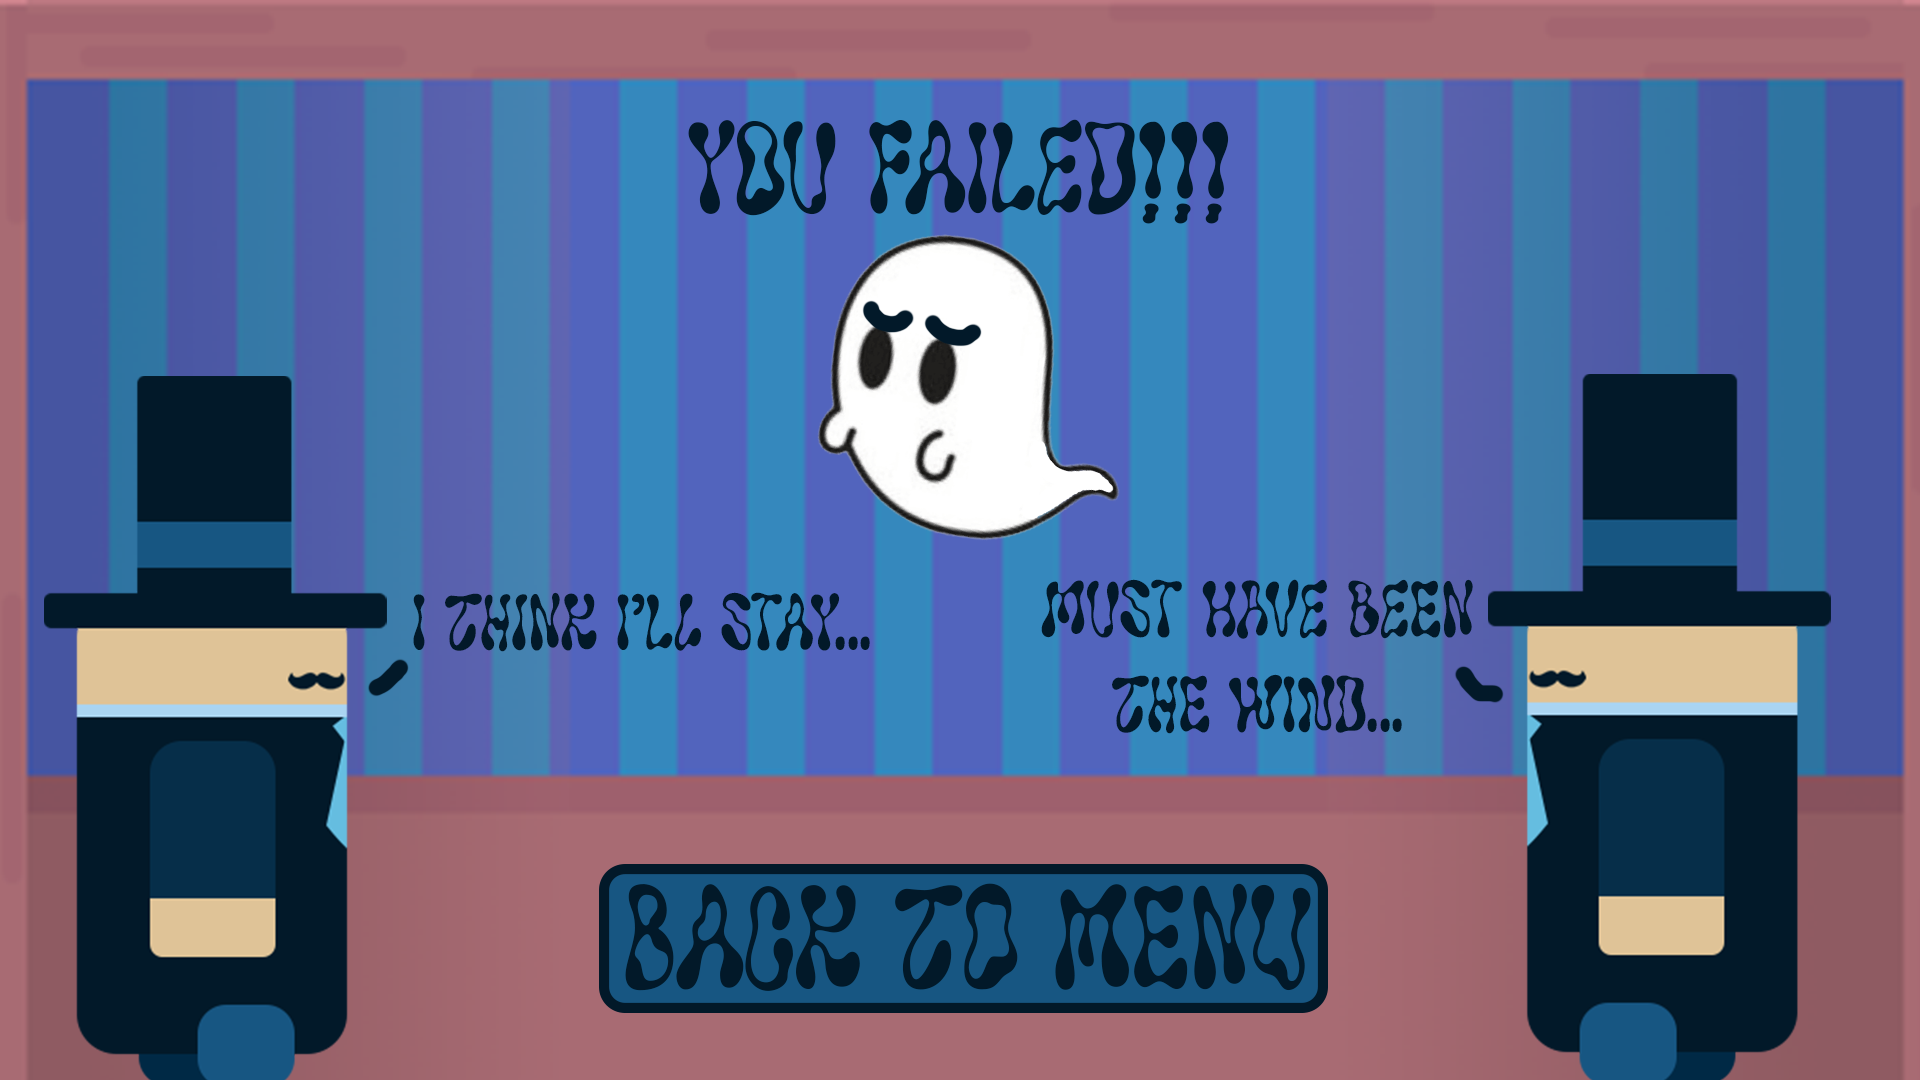 YOU FAILED!!!
I THINK I'LL STAY...
MUST HAVE BEEN
THE WIND...
BACK TO MENU